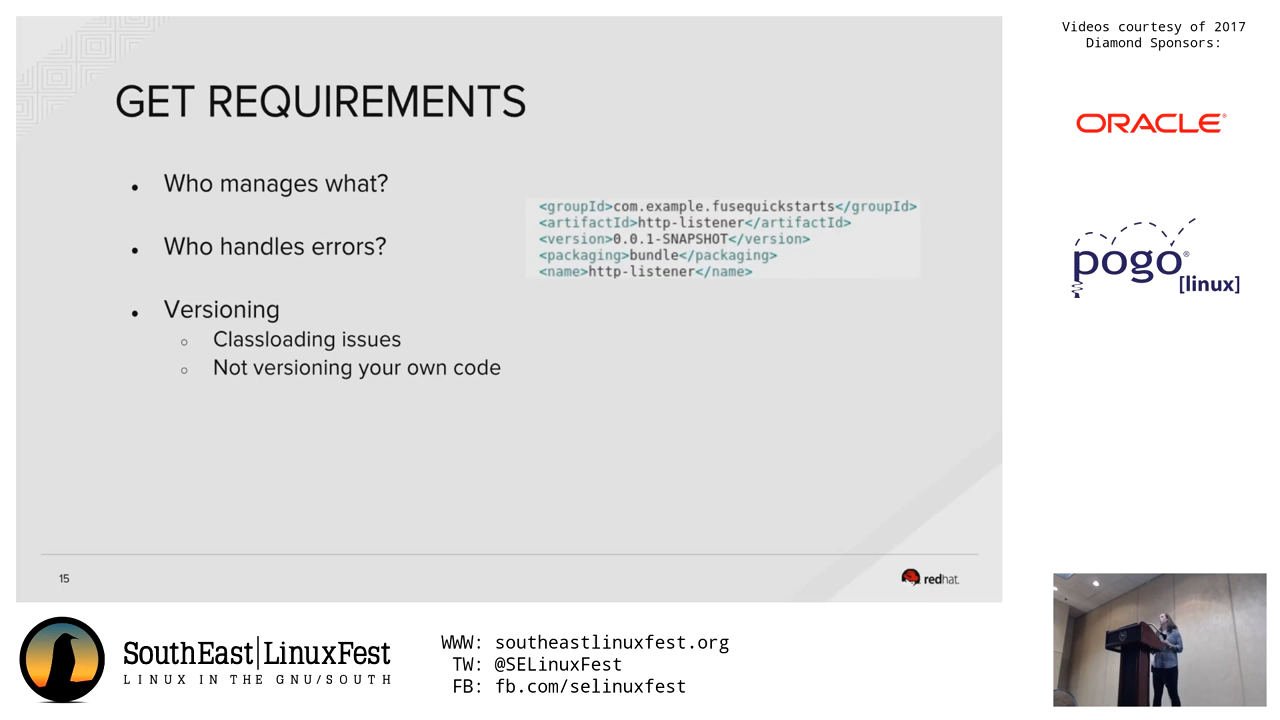 Videos courtesy of 2017
Diamond Sponsors:
ORACLE®
pogo®
[linux]
GET REQUIREMENTS
• Who manages what?
• Who handles errors?
• Versioning
○ Classloading issues
○ Not versioning your own code
<groupId>com.example.fusequickstarts</groupId>
<artifactId>http-listener</artifactId>
<version>0.0.1-SNAPSHOT</version>
<packaging>bundle</packaging>
<name>http-listener</name>
15
redhat.
SouthEast|LinuxFest
LINUX IN THE GNU/SOUTH
WWW: southeastlinuxfest.org
TW: @SELinuxFest
FB: fb.com/selinuxfest